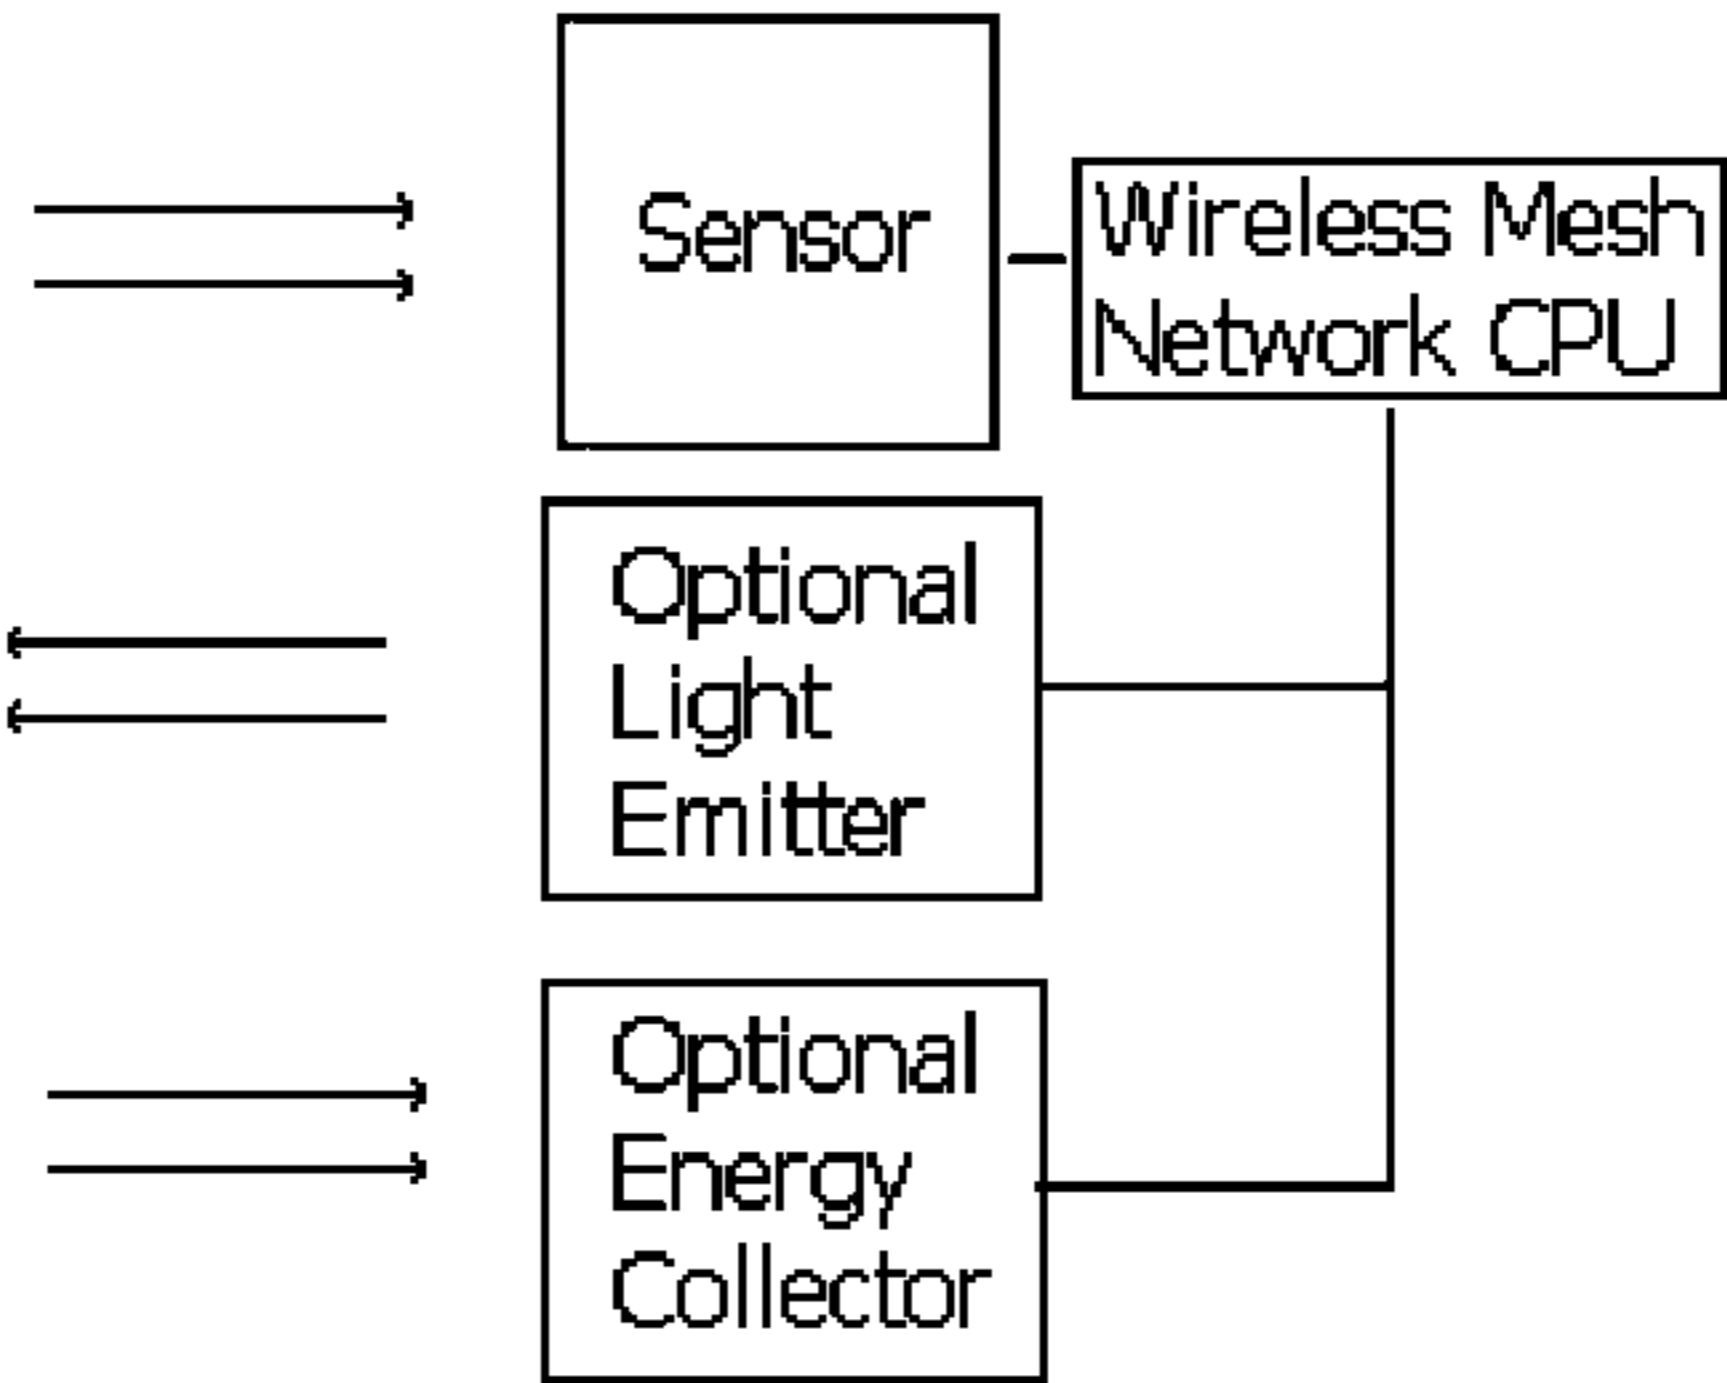 Sensor
Wireless Mesh
Network CPU
Optional
Light
Emitter
Optional
Energy
Collector